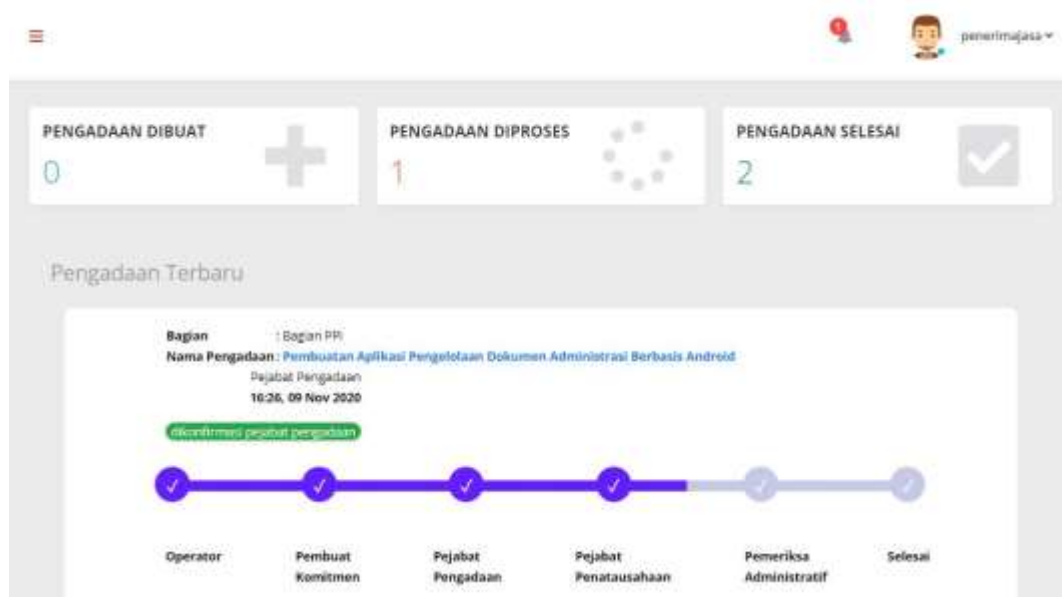 1
penerimajasa
PENGADAAN DIBUAT
0
PENGADAAN DIPROSES
1
PENGADAAN SELESAI
2
Pengadaan Terbaru
Bagian : Bagian PPI
Nama Pengadaan : Pembuatan Aplikasi Pengelolaan Dokumen Administrasi Berbasis Android
Pejabat Pengadaan
16:26, 09 Nov 2020
dikonfirmasi pejabat pengadaan
Operator
Pembuat
Komitmen
Pejabat
Pengadaan
Pejabat
Penatausahaan
Pemeriksa
Administratif
Selesai